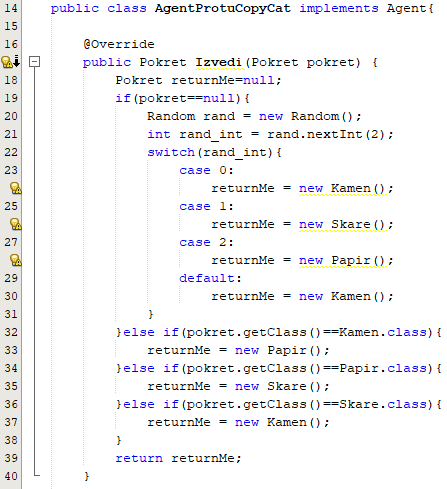 14 public class AgentProtuCopyCat implements Agent{
15
16 @Override
public Pokret Izvedi(Pokret pokret) {
18 Pokret returnMe=null;
19 if(pokret==null){
20 Random rand = new Random();
21 int rand_int = rand.nextInt(2);
22 switch(rand_int){
23 case 0:
returnMe = new Kamen();
25 case 1:
returnMe = new Skare();
27 case 2:
returnMe = new Papir();
29 default:
30 returnMe = new Kamen();
31 }
32 }else if(pokret.getClass()==Kamen.class){
33 returnMe = new Papir();
34 }else if(pokret.getClass()==Papir.class){
35 returnMe = new Skare();
36 }else if(pokret.getClass()==Skare.class){
37 returnMe = new Kamen();
38 }
39 return returnMe;
40 }